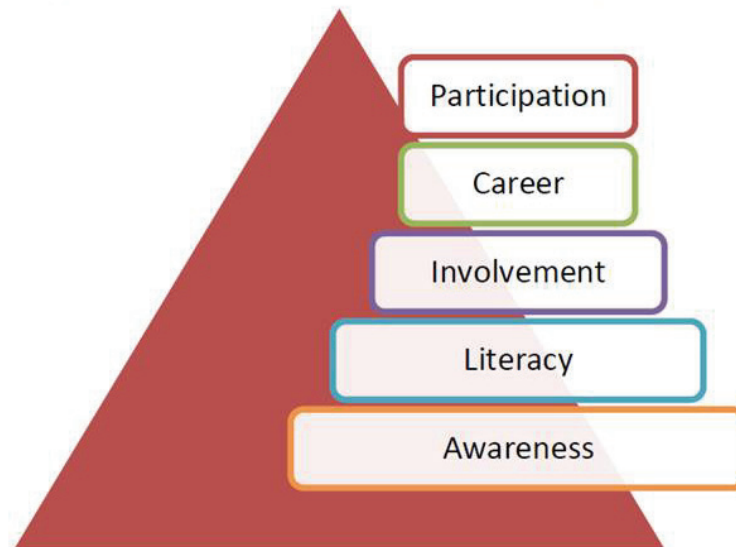 Participation
Career
Involvement
Literacy
Awareness